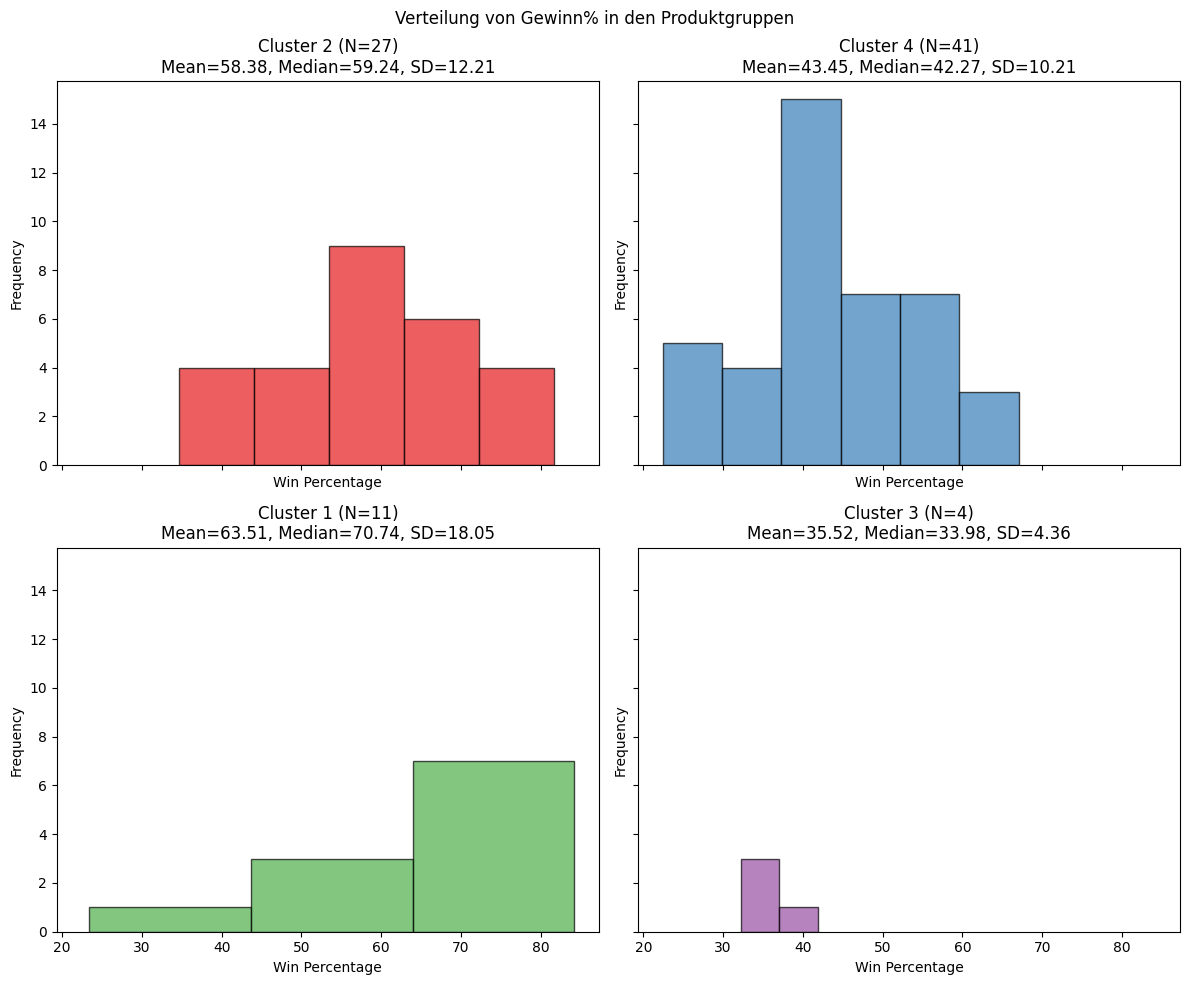 Verteilung von Gewinn% in den Produktgruppen
Cluster 2 (N=27)
Mean=58.38, Median=59.24, SD=12.21
14
12
10
8
6
4
2
0
Frequency
Win Percentage
Cluster 4 (N=41)
Mean=43.45, Median=42.27, SD=10.21
Frequency
Win Percentage
Cluster 1 (N=11)
Mean=63.51, Median=70.74, SD=18.05
14
12
10
8
6
4
2
0
Frequency
20 30 40 50 60 70 80
Win Percentage
Cluster 3 (N=4)
Mean=35.52, Median=33.98, SD=4.36
Frequency
20 30 40 50 60 70 80
Win Percentage